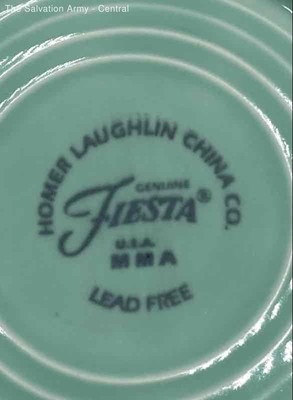 The Salvation Army - Central
HOMER LAUGHLIN CHINA CO.
GENUINE
FIESTA®
U.S.A.
MMA
LEAD FREE